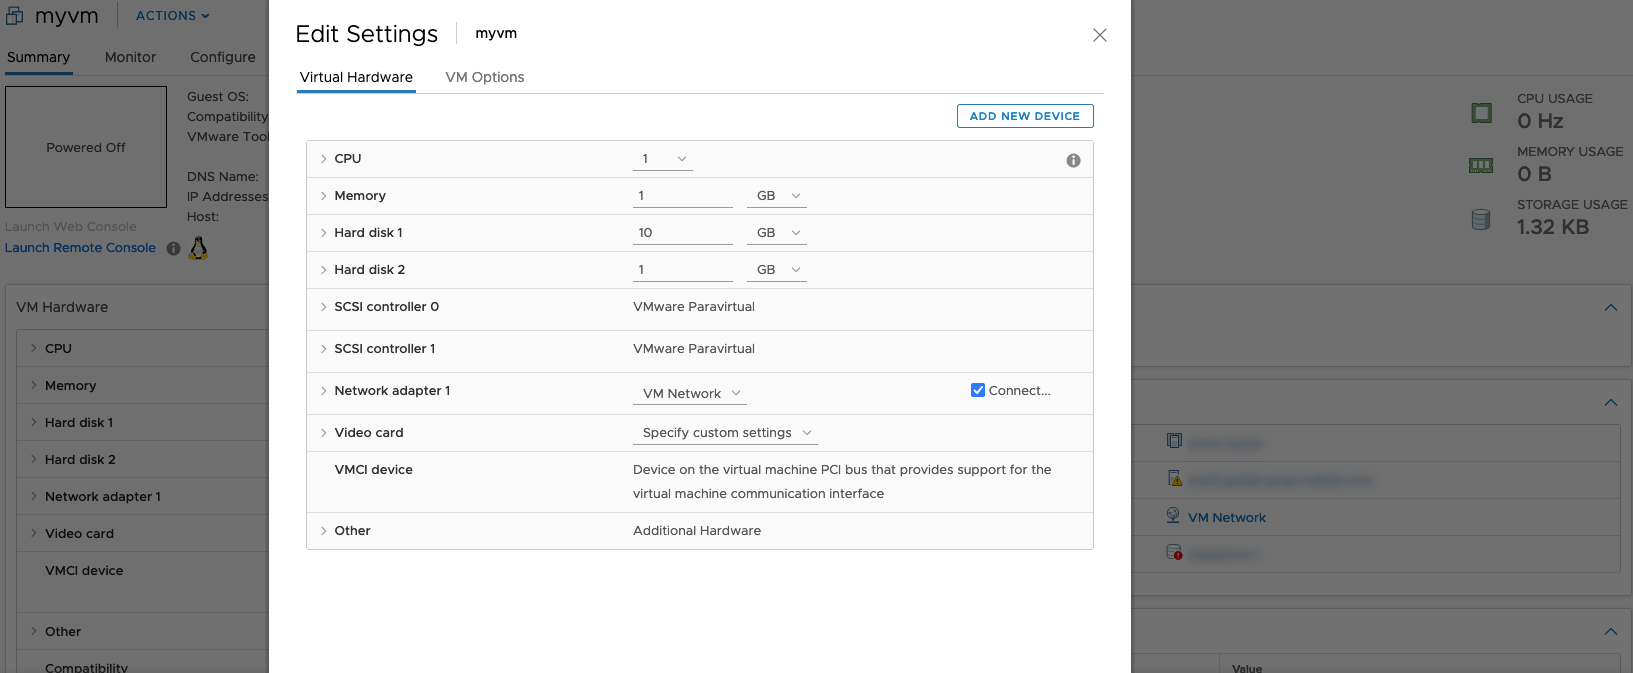 myvm
ACTIONS
Summary
Monitor
Configure
Powered Off
Guest OS:
Compatibility
VMware Tool
DNS Name:
IP Addresses
Host:
Launch Web Console
Launch Remote Console
VM Hardware
CPU
Memory
Hard disk 1
Hard disk 2
Network adapter 1
Video card
VMCI device
Other
Compatibility
Edit Settings myvm
Virtual Hardware VM Options
ADD NEW DEVICE
CPU 1
Memory 1 GB
Hard disk 1 10 GB
Hard disk 2 1 GB
SCSI controller 0 VMware Paravirtual
SCSI controller 1 VMware Paravirtual
Network adapter 1 VM Network Connect...
Video card Specify custom settings
VMCI device Device on the virtual machine PCI bus that provides support for the
virtual machine communication interface
Other Additional Hardware
CPU USAGE
0 Hz
MEMORY USAGE
0 B
STORAGE USAGE
1.32 KB
VM Network
Value